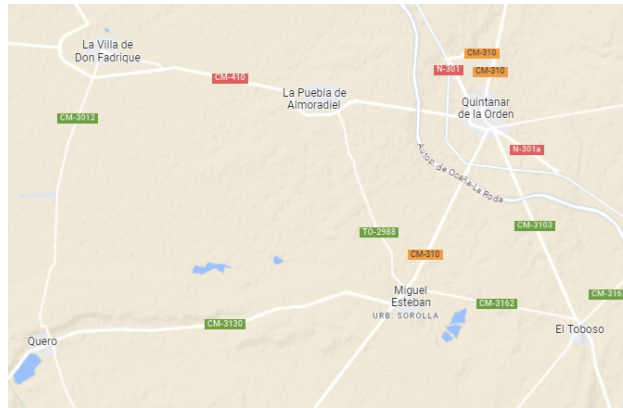 CM-310
La Villa de
Don Fadrique
N-301
CM-310
CM-410
La Puebla de
Almoradiel
Quintanar
de la Orden
CM-3012
N-301a
Autop. de Ocaña-La Roda
CM-3103
TO-2988
CM-310
Miguel
Esteban
CM-3162
URB. SOROLLA
CM-3130
El Toboso
Quero